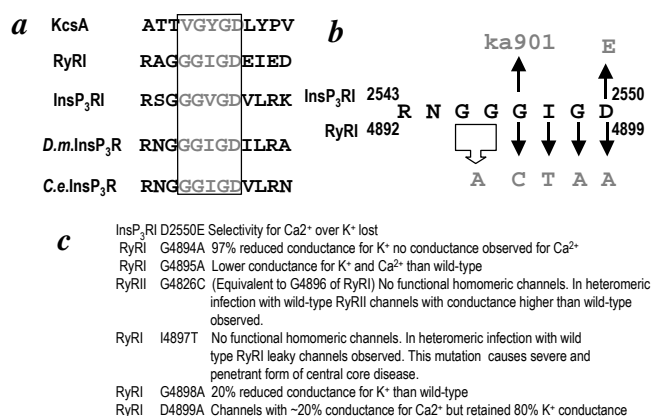 a
KcsA ATTVGYGDLYPV
RyRI RAGGGIGDEIED
InsP3RI RSGGGVGDVLRK
D.m.InsP3R RNGGGIGDILRA
C.e.InsP3R RNGGGIGDVLRN
b
ka901 E
InsP3RI 2543 2550
R N G G G I G D
RyRI 4892 4899
A C T A A
c
InsP3RI D2550E Selectivity for Ca2+ over K+ lost
RyRI G4894A 97% reduced conductance for K+ no conductance observed for Ca2+
RyRI G4895A Lower conductance for K+ and Ca2+ than wild-type
RyRII G4826C (Equivalent to G4896 of RyRI) No functional homomeric channels. In heteromeric
infection with wild-type RyRII channels with conductance higher than wild-type
observed.
RyRI I4897T No functional homomeric channels. In heteromeric infection with wild
type RyRI leaky channels observed. This mutation causes severe and
penetrant form of central core disease.
RyRI G4898A 20% reduced conductance for K+ than wild-type
RyRI D4899A Channels with ~20% conductance for Ca2+ but retained 80% K+ conductance